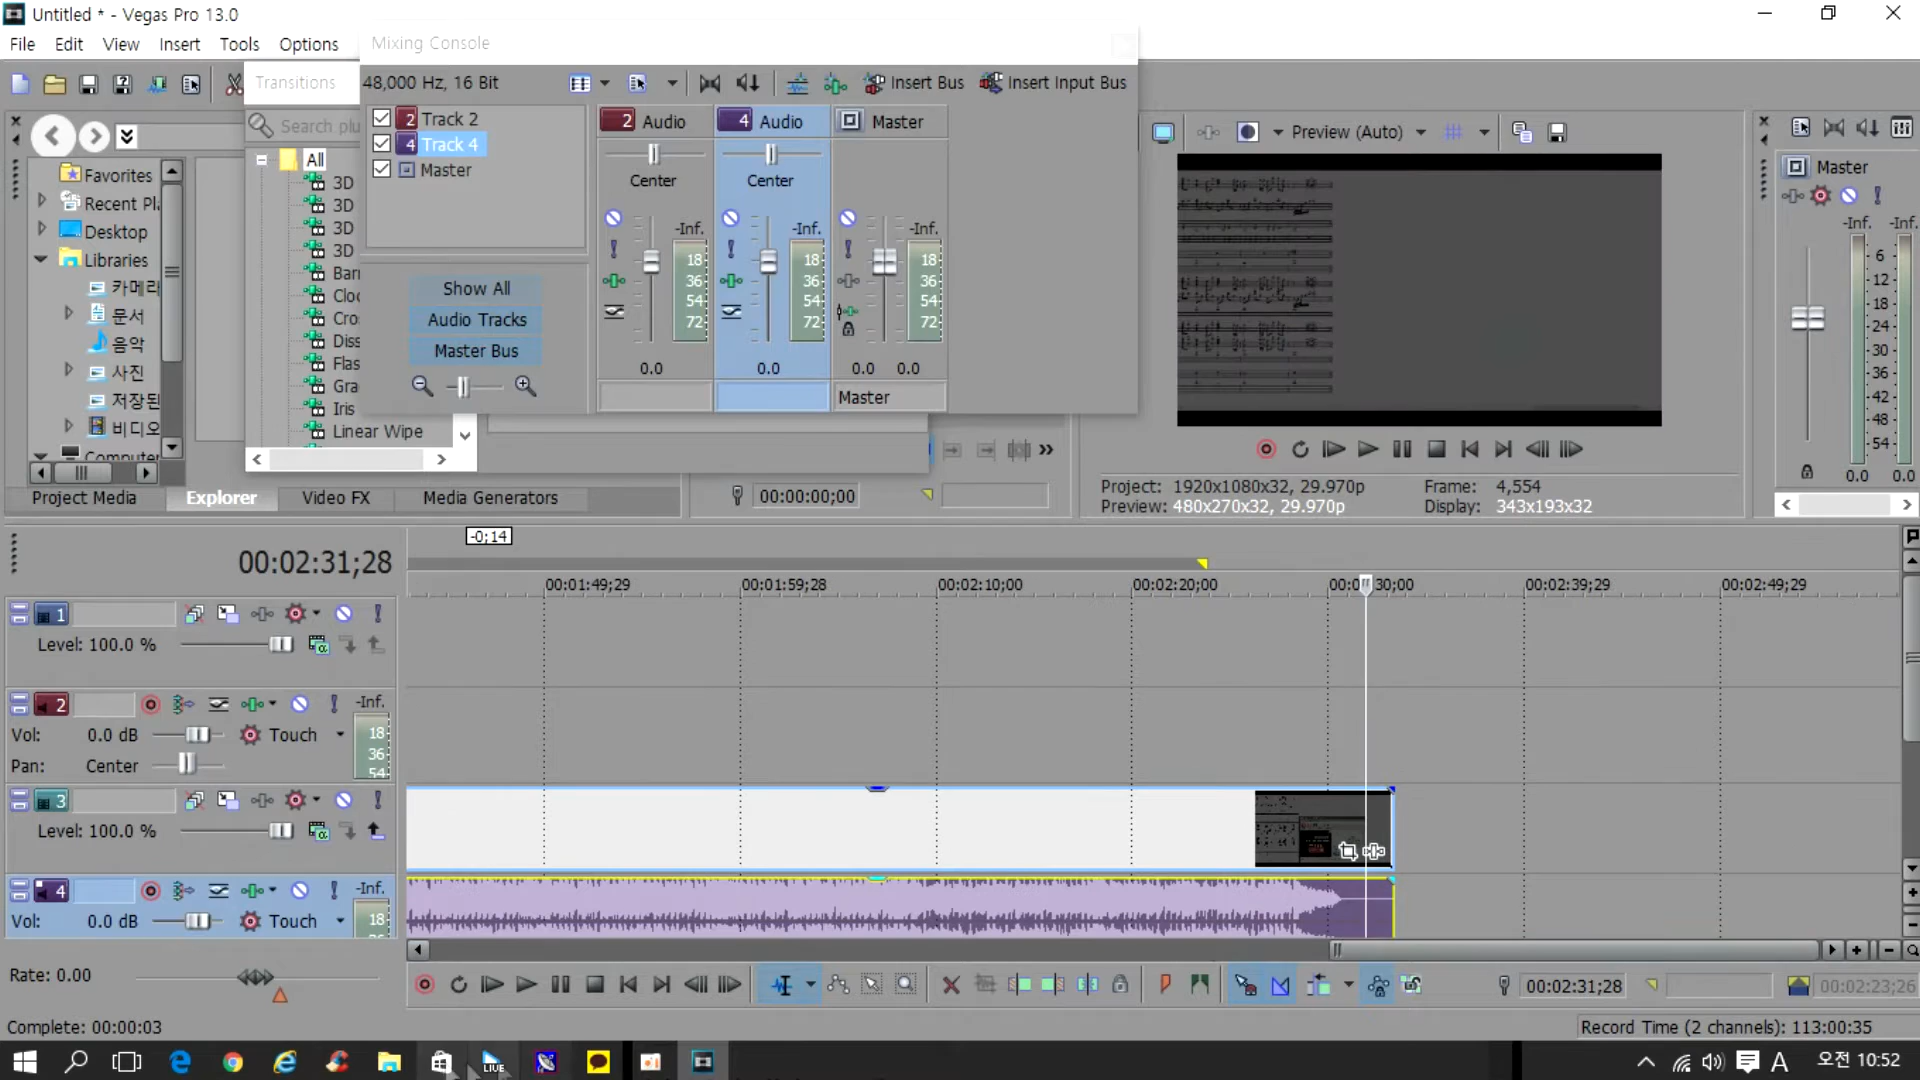 Untitled * - Vegas Pro 13.0
File Edit View Insert Tools Options
Mixing Console
Transitions
48,000 Hz, 16 Bit
Insert Bus
Insert Input Bus
Search plu
All
3D
3D
3D
3D
Barn
Cloc
Cros
Diss
Flas
Gra
Iris
Linear Wipe
Favorites
Recent Pl
Desktop
Libraries
카메라
문서
음악
사진
저장된
비디오
Computer
2 Track 2
4 Track 4
Master
Show All
Audio Tracks
Master Bus
2 Audio
4 Audio
Master
Center
Center
-Inf.
-Inf.
-Inf.
18 36 54 72
18 36 54 72
18 36 54 72
0.0
0.0
0.0 0.0
Master
Preview (Auto)
Master
-Inf. -Inf.
6
12
18
24
30
36
42
48
54
0.0 0.0
Project Media
Explorer
Video FX
Media Generators
00:00:00;00
Project: 1920x1080x32, 29.970p
Preview: 480x270x32, 29.970p
Frame: 4,554
Display: 343x193x32
-0;14
00:02:31;28
00:01:49;29
00:01:59;28
00:02:10;00
00:02:20;00
00:02:39;29
00:02:49;29
1
Level: 100.0 %
2
-Inf.
Vol: 0.0 dB
Touch
18
36
54
Pan: Center
3
Level: 100.0 %
4
-Inf.
Vol: 0.0 dB
Touch
18
Rate: 0.00
00:02:31;28
00:02:23;26
Complete: 00:00:03
Record Time (2 channels): 113:00:35
LIVE
A
오전 10:52